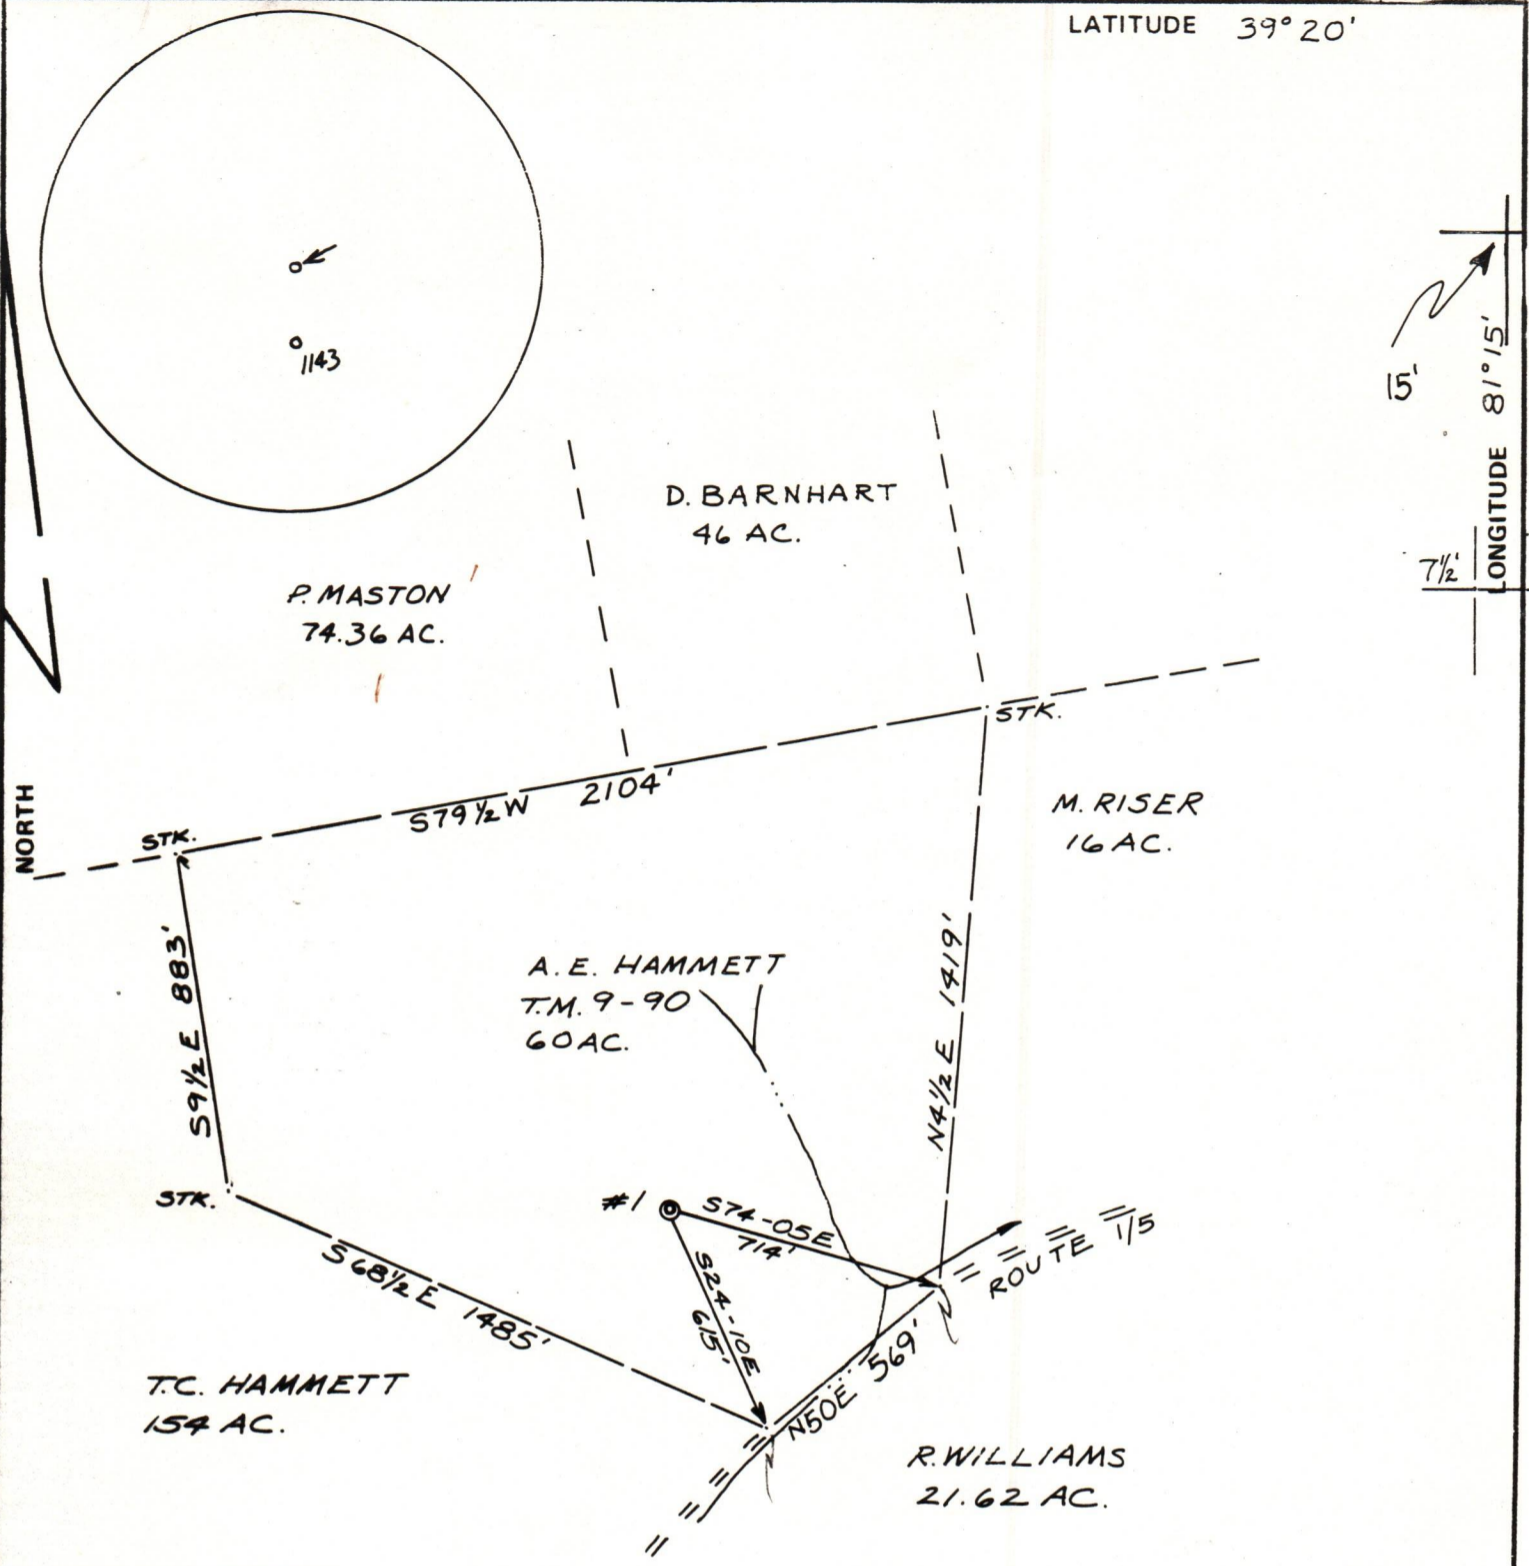 LATITUDE 39° 20'
1143
15'
LONGITUDE 81° 15'
7½'
D. BARNHART
46 AC.
P. MASTON
74.36 AC.
NORTH
STK.
S79½W 2104'
STK.
M. RISER
16 AC.
S9½E 883'
A.E. HAMMETT
T.M. 9-90
60 AC.
N4½E 1419'
STK.
#1
S74-05E
714'
ROUTE 1/5
S24-10E
615'
S68½E 1485'
N50E 569'
T.C. HAMMETT
154 AC.
R. WILLIAMS
21.62 AC.